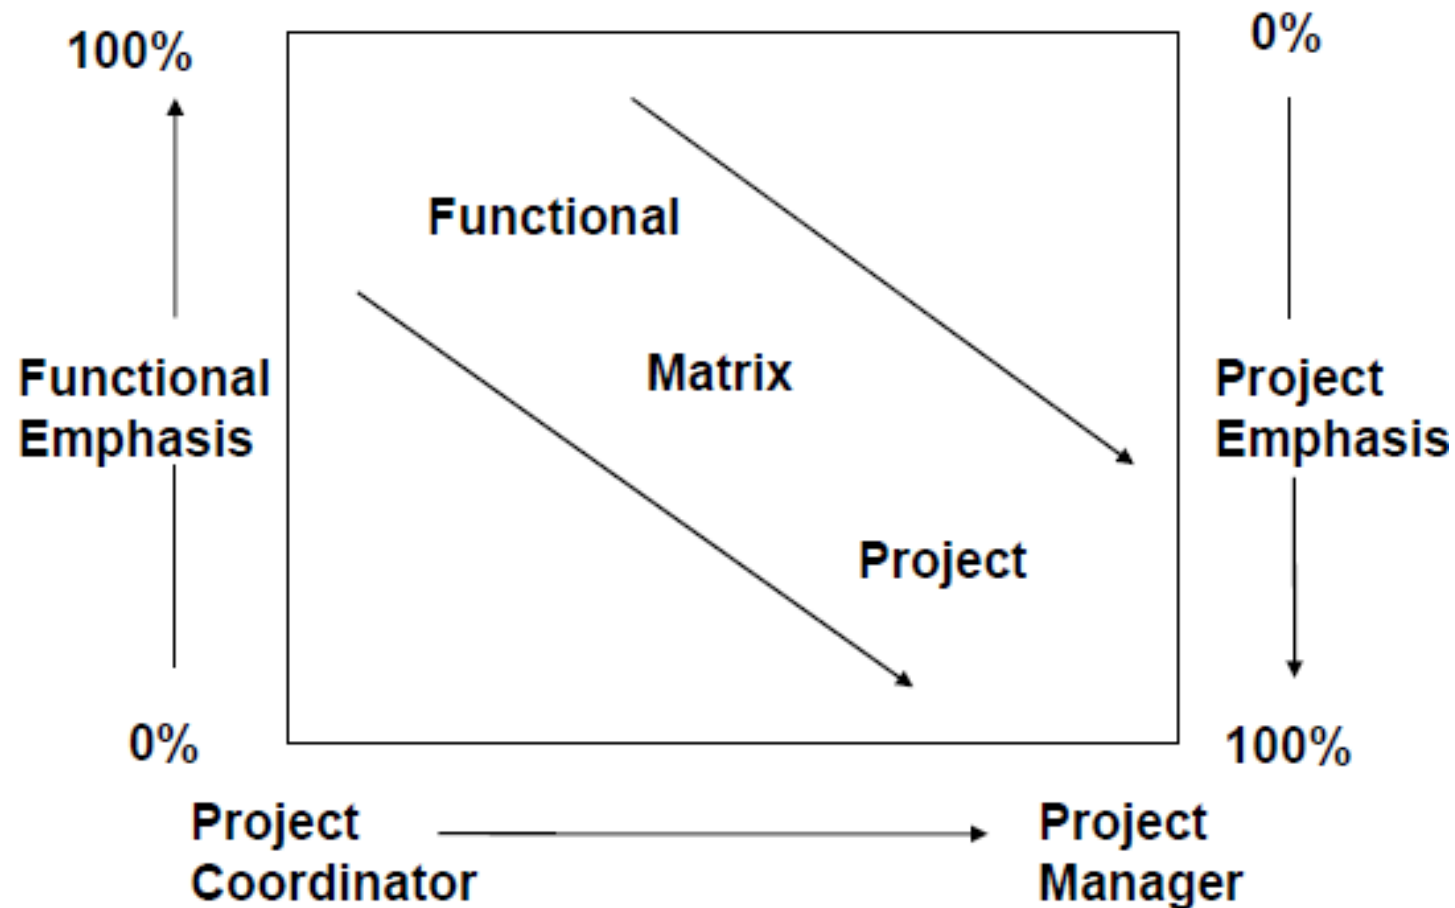 100%
0%
Functional
Functional
Emphasis
Matrix
Project
Emphasis
Project
0%
100%
Project
Coordinator
Project
Manager